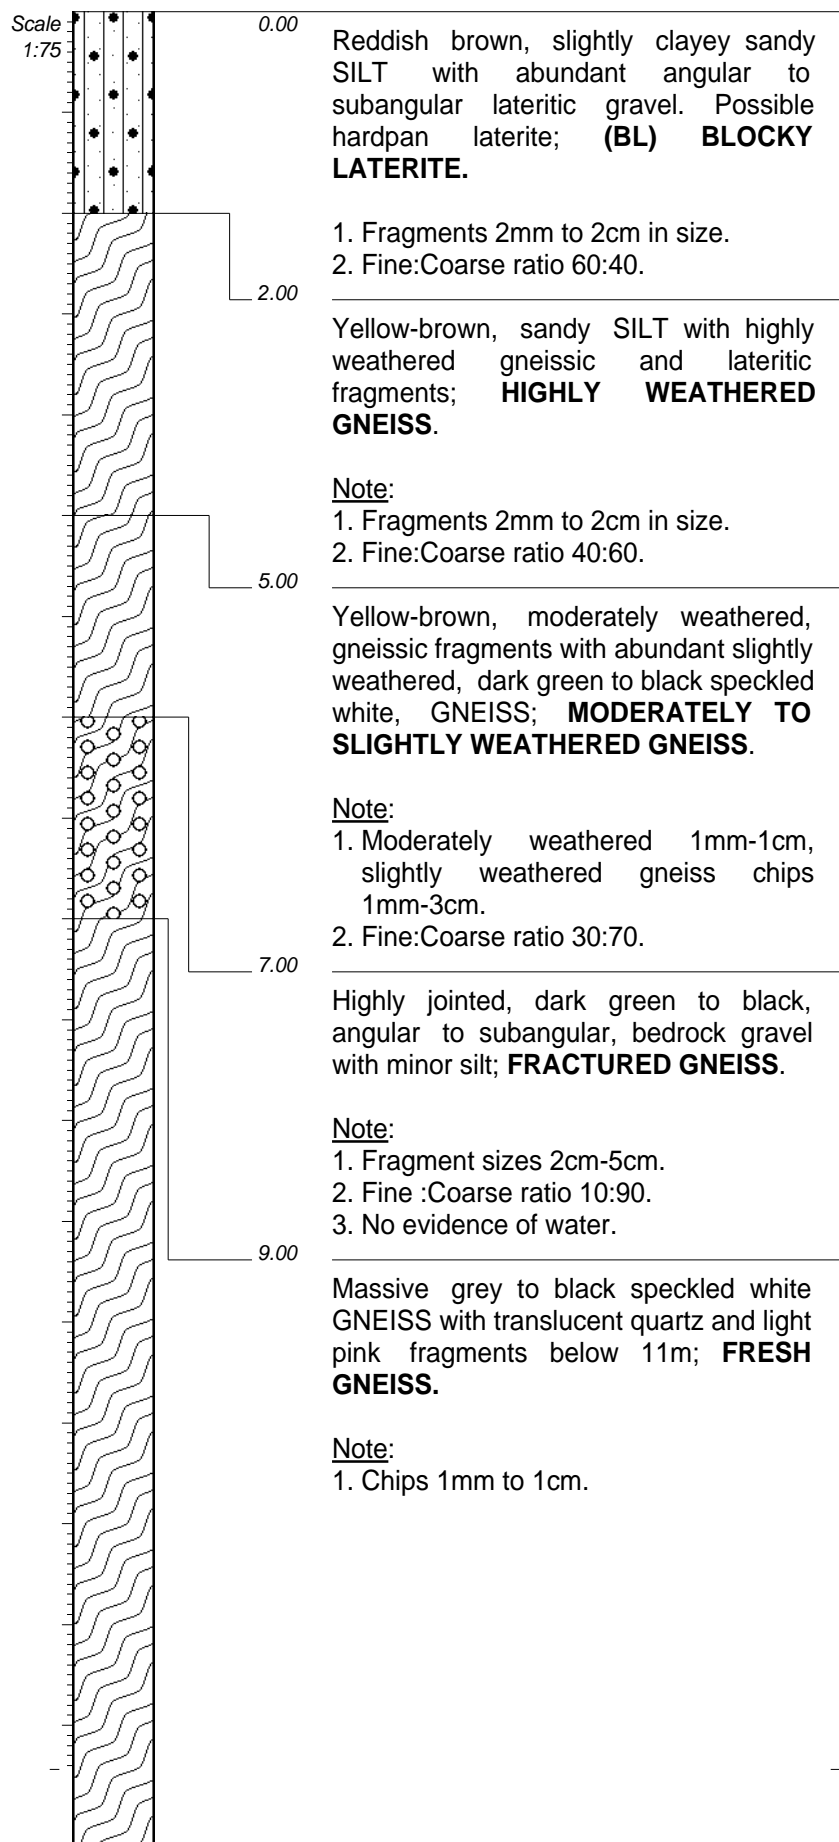 Scale
1:75
0.00
Reddish brown, slightly clayey sandy
SILT with abundant angular to
subangular lateritic gravel. Possible
hardpan laterite; (BL) BLOCKY
LATERITE.
1. Fragments 2mm to 2cm in size.
2. Fine:Coarse ratio 60:40.
2.00
Yellow-brown, sandy SILT with highly
weathered gneissic and lateritic
fragments; HIGHLY WEATHERED
GNEISS.
Note:
1. Fragments 2mm to 2cm in size.
2. Fine:Coarse ratio 40:60.
5.00
Yellow-brown, moderately weathered,
gneissic fragments with abundant slightly
weathered, dark green to black speckled
white, GNEISS; MODERATELY TO
SLIGHTLY WEATHERED GNEISS.
Note:
1. Moderately weathered 1mm-1cm,
slightly weathered gneiss chips
1mm-3cm.
2. Fine:Coarse ratio 30:70.
7.00
Highly jointed, dark green to black,
angular to subangular, bedrock gravel
with minor silt; FRACTURED GNEISS.
Note:
1. Fragment sizes 2cm-5cm.
2. Fine :Coarse ratio 10:90.
3. No evidence of water.
9.00
Massive grey to black speckled white
GNEISS with translucent quartz and light
pink fragments below 11m; FRESH
GNEISS.
Note:
1. Chips 1mm to 1cm.